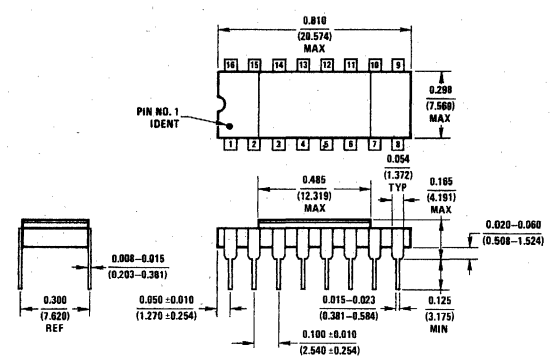 0.810
(20.574)
MAX
16 15 14 13 12 11 10 9
0.298
(7.569)
MAX
PIN NO. 1
IDENT
1 2 3 4 5 6 7 8
0.054
(1.372)
TYP
0.485
(12.319)
MAX
0.165
(4.191)
MAX
0.020–0.060
(0.508-1.524)
0.008–0.015
(0.203-0.381)
0.050 ±0.010
(1.270 ±0.254)
0.015–0.023
(0.381-0.584)
0.125
(3.175)
MIN
0.300
(7.620)
REF
0.100 ±0.010
(2.540 ±0.254)